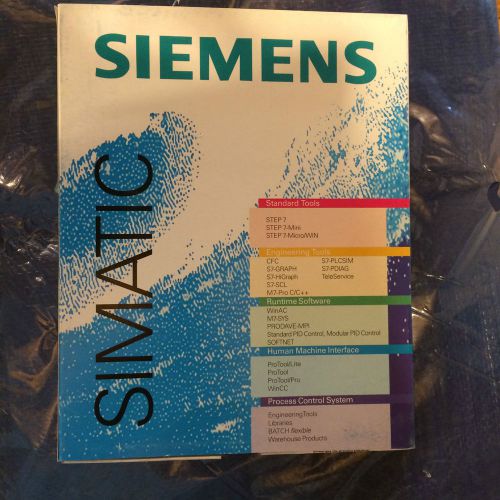 SIEMENS
SIMATIC
Standard Tools
STEP 7
STEP 7-Mini
STEP 7-Micro/WIN
Engineering Tools
CFC S7-PLCSIM
S7-GRAPH S7-PDIAG
S7-HiGraph TeleService
S7-SCL
M7-Pro C/C++
Runtime Software
WinAC
M7-SYS
PRODAVE-MPI
Standard PID Control, Modular PID Control
SOFTNET
Human Machine Interface
ProTool/Lite
ProTool
ProTool/Pro
WinCC
Process Control System
EngineeringTools
Libraries
BATCH flexible
Warehouse Products